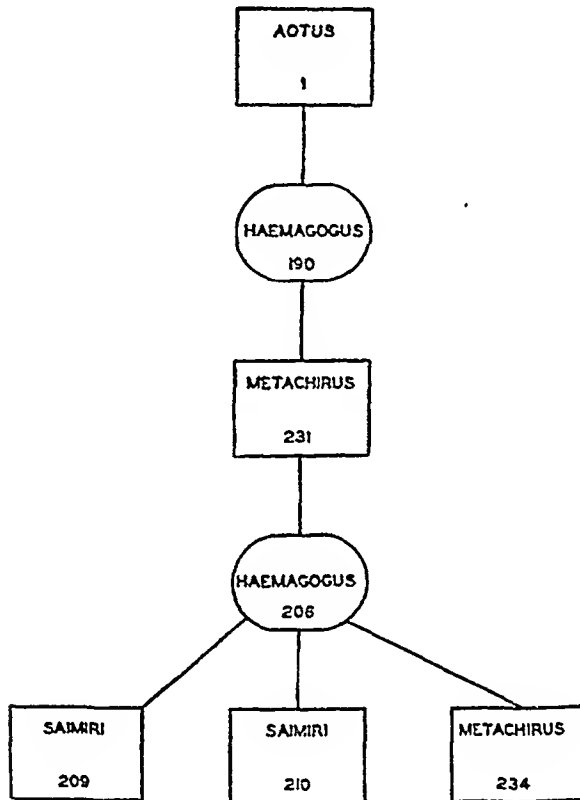 AOTUS
1
HAEMAGOGUS
190
METACHIRUS
231
HAEMAGOGUS
206
SAIMIRI
209
SAIMIRI
210
METACHIRUS
234